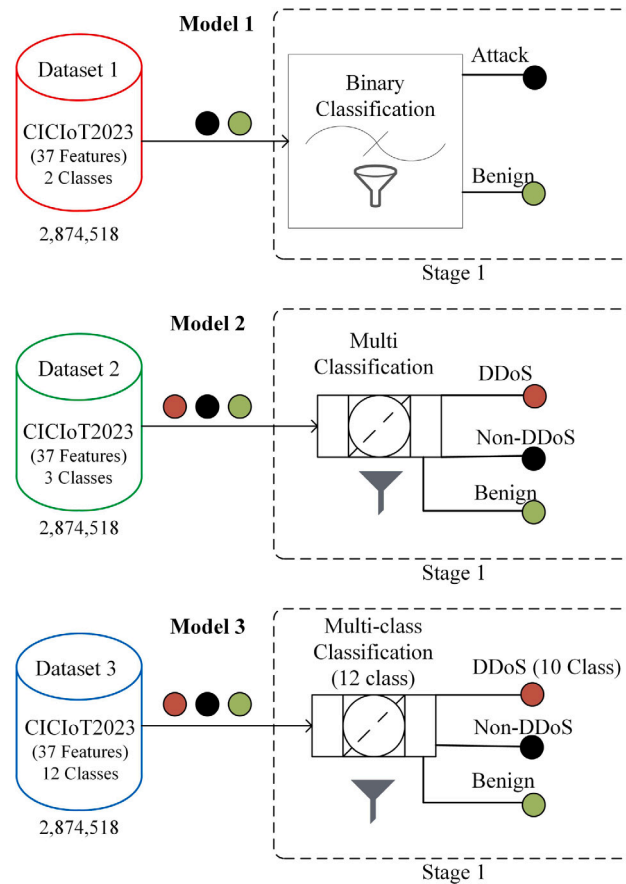 Model 1
Dataset 1
CICIoT2023
(37 Features)
2 Classes
2,874,518
Binary
Classification
Attack
Benign
Stage 1
Model 2
Dataset 2
CICIoT2023
(37 Features)
3 Classes
2,874,518
Multi
Classification
DDoS
Non-DDoS
Benign
Stage 1
Model 3
Dataset 3
CICIoT2023
(37 Features)
12 Classes
2,874,518
Multi-class
Classification
(12 class)
DDoS (10 Class)
Non-DDoS
Benign
Stage 1